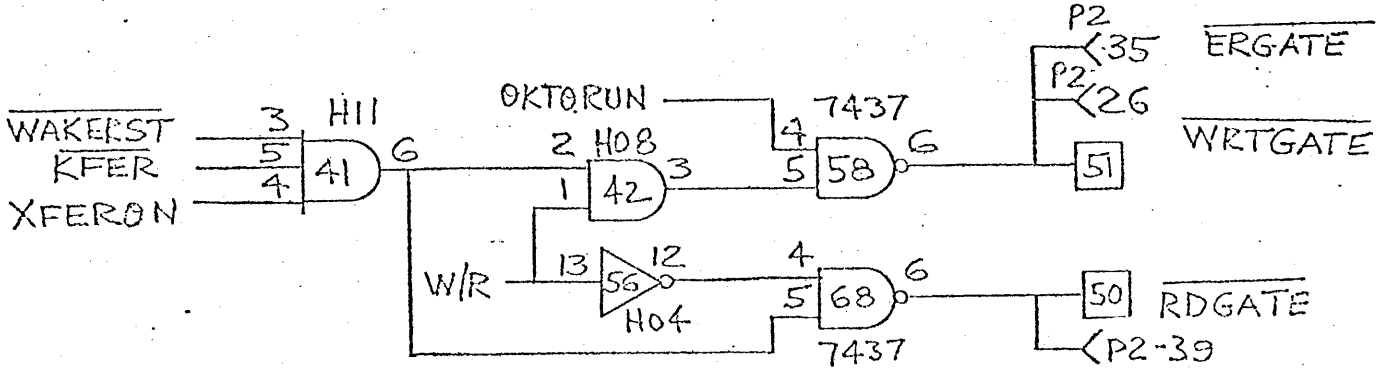 P2
35 ERGATE
P2
26
OKTORUN 7437
H11
WAKERST 3
KFER 5 41 6
XFERON 4
2 H08
1 42 3
4
5 58 6
51
WRTGATE
W/R 13 56 12
H04
4
5 68 6
7437
50 RDGATE
P2-39